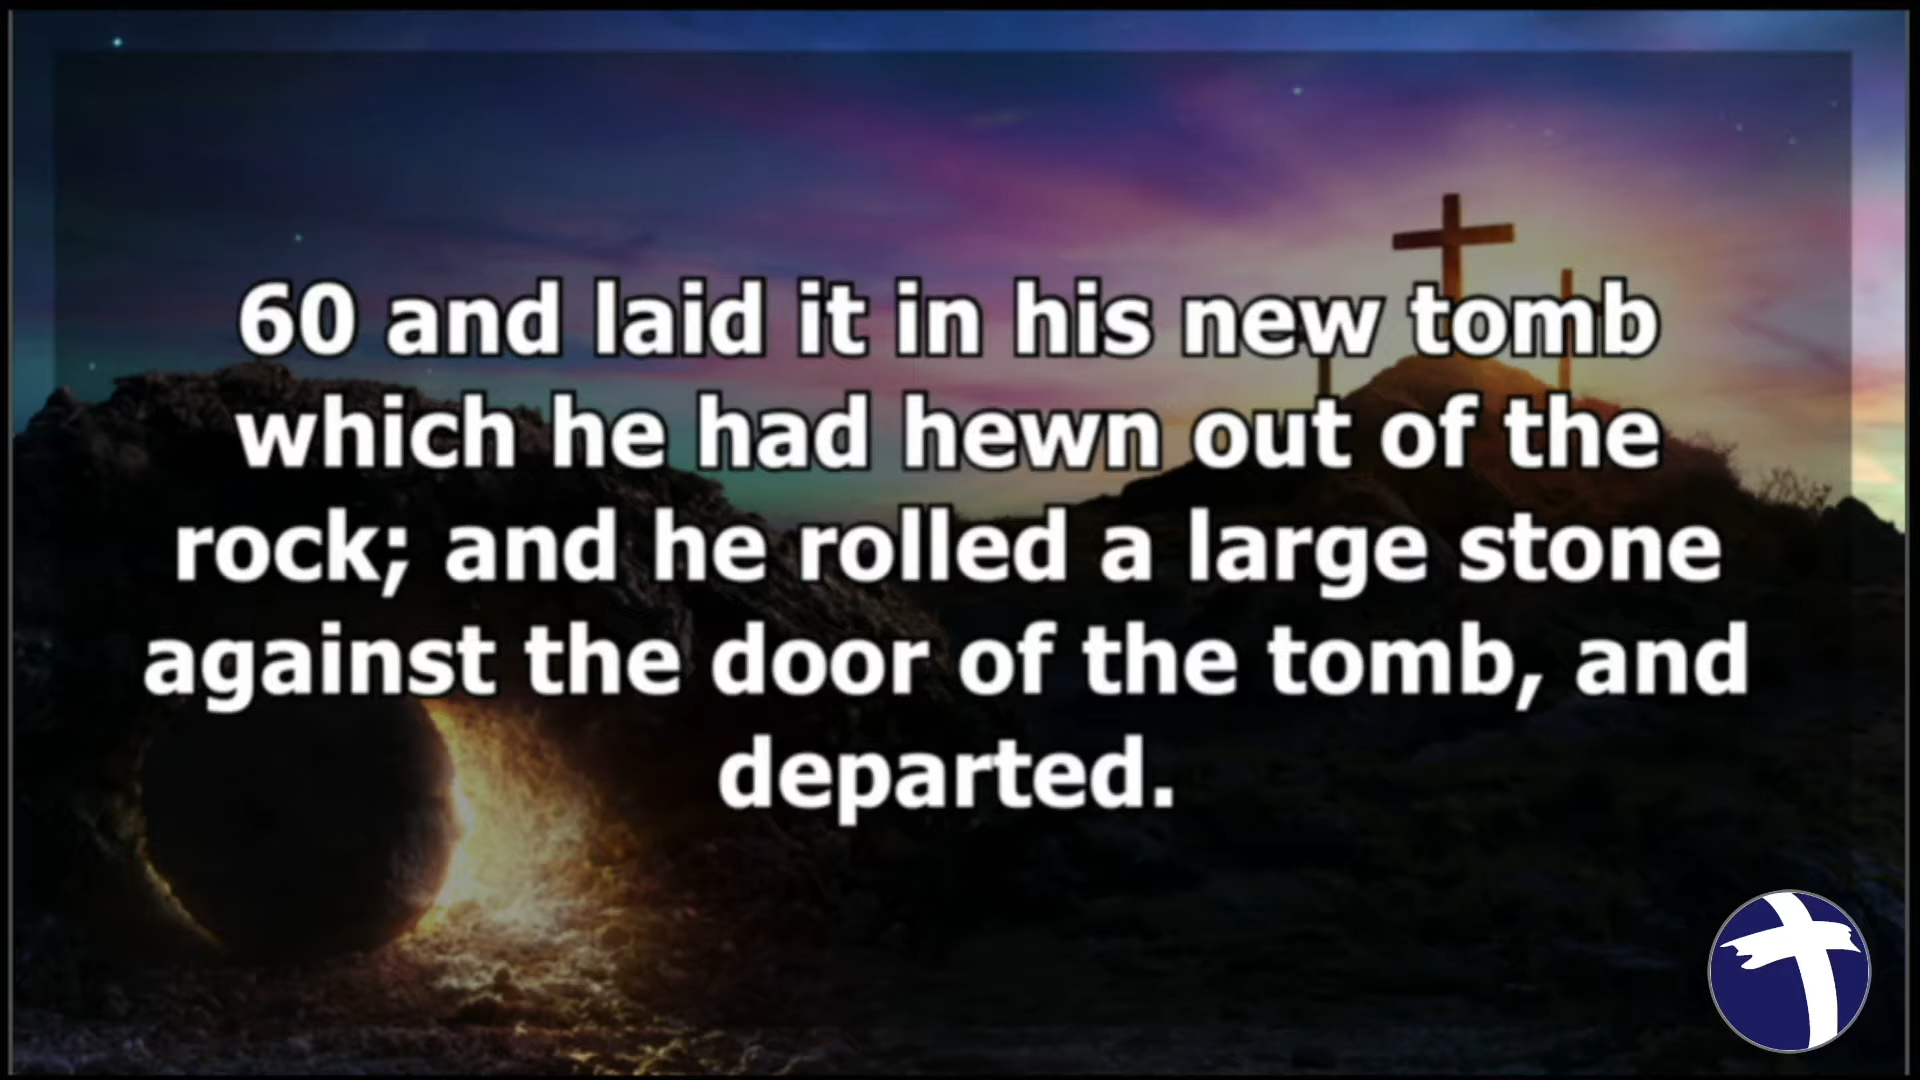 60 and laid it in his new tomb
which he had hewn out of the
rock; and he rolled a large stone
against the door of the tomb, and
departed.